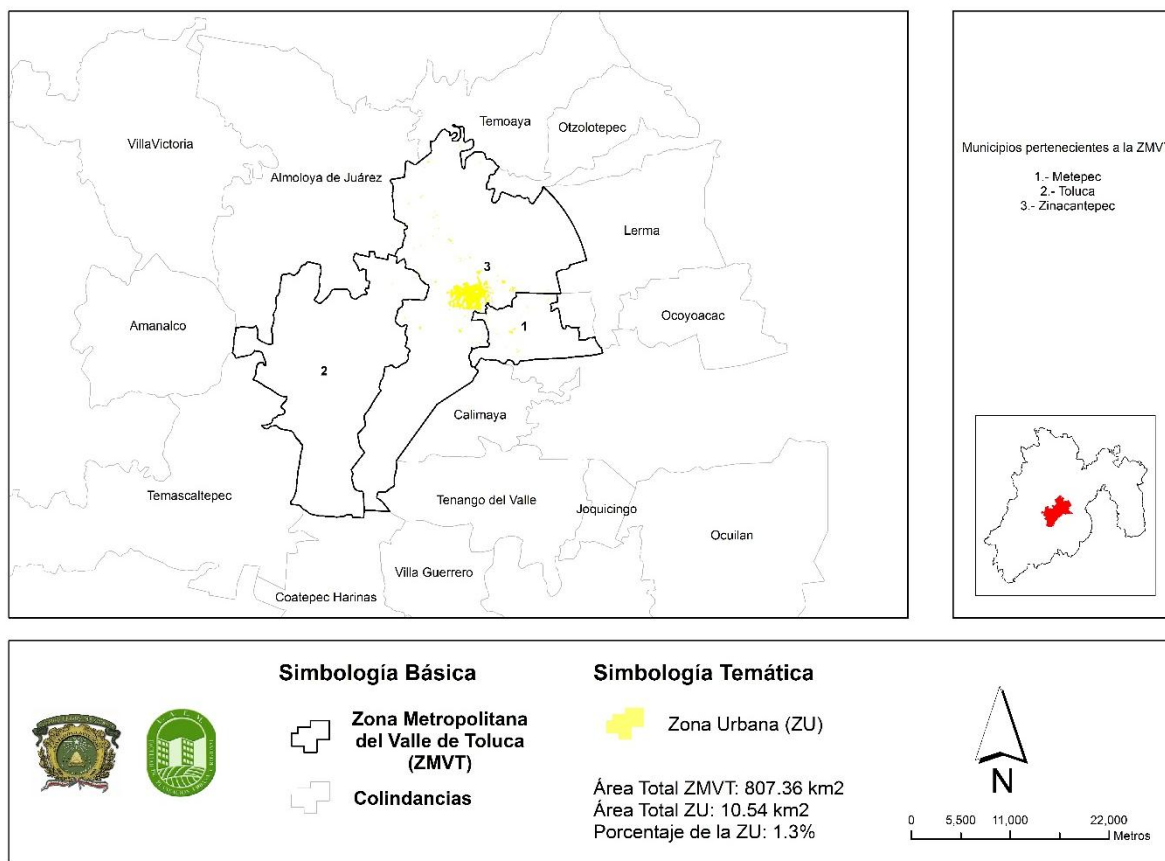 Temoaya
Otzolotepec
VillaVictoria
Almoloya de Juárez
Lerma
3
Amanalco
Ocoyoacac
1
2
Calimaya
Temascaltepec
Tenango del Valle
Joquicingo
Ocuilan
Villa Guerrero
Coatepec Harinas
Municipios pertenecientes a la ZMVT
1.- Metepec
2.- Toluca
3.- Zinacantepec
Simbología Básica
Zona Metropolitana
del Valle de Toluca
(ZMVT)
Colindancias
Simbología Temática
Zona Urbana (ZU)
Área Total ZMVT: 807.36 km2
Área Total ZU: 10.54 km2
Porcentaje de la ZU: 1.3%
N
0 5,500 11,000 22,000
Metros